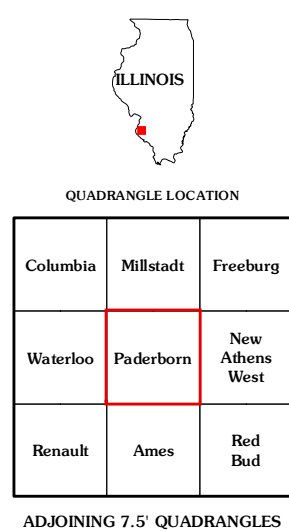 ILLINOIS
QUADRANGLE LOCATION
Columbia Millstadt Freeburg
Waterloo Paderborn New
Athens
West
Renault Ames Red
Bud
ADJOINING 7.5' QUADRANGLES